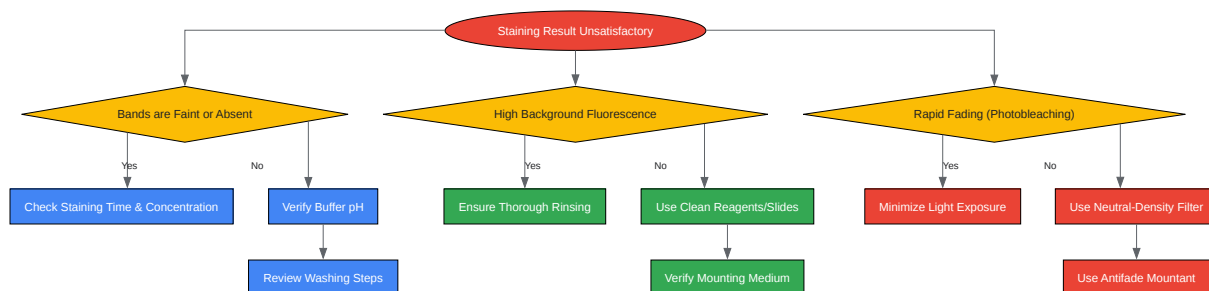 Staining Result Unsatisfactory
Bands are Faint or Absent
High Background Fluorescence
Rapid Fading (Photobleaching)
Yes
No
Yes
No
Yes
No
Check Staining Time & Concentration
Verify Buffer pH
Ensure Thorough Rinsing
Use Clean Reagents/Slides
Minimize Light Exposure
Use Neutral-Density Filter
Review Washing Steps
Verify Mounting Medium
Use Antifade Mountant